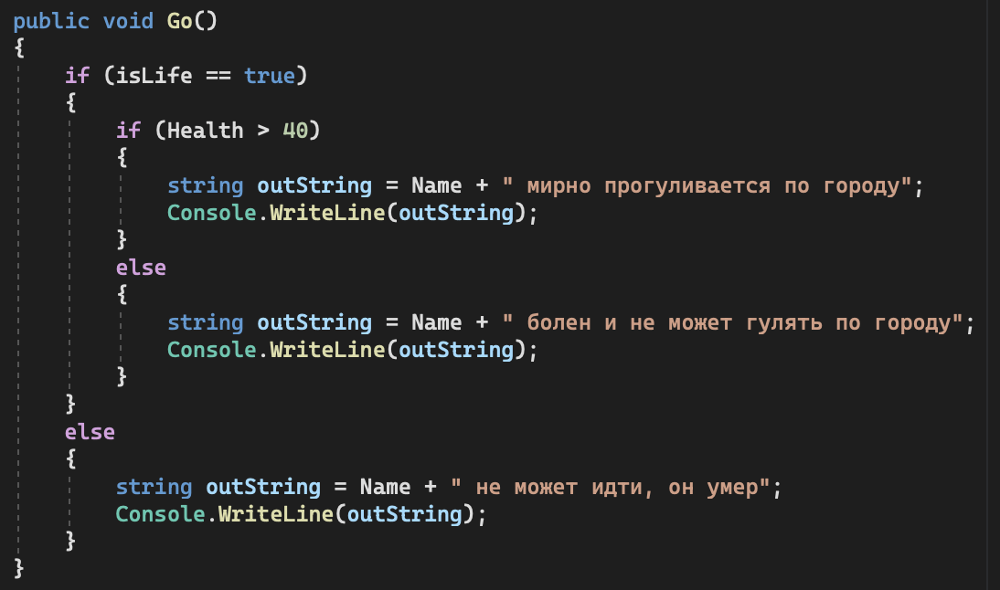 public void Go()
{
    if (isLife == true)
    {
        if (Health > 40)
        {
            string outString = Name + " мирно прогуливается по городу";
            Console.WriteLine(outString);
        }
        else
        {
            string outString = Name + " болен и не может гулять по городу";
            Console.WriteLine(outString);
        }
    }
    else
    {
        string outString = Name + " не может идти, он умер";
        Console.WriteLine(outString);
    }
}